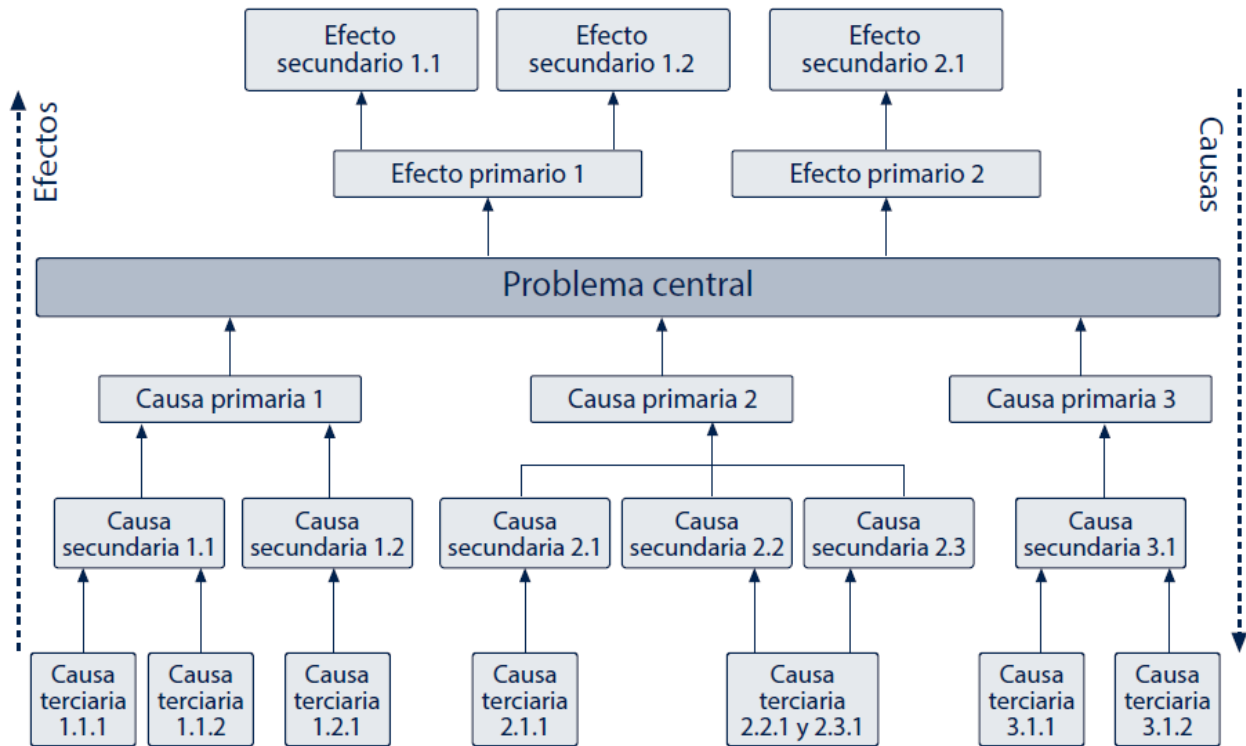 Efecto
secundario 1.1
Efecto
secundario 1.2
Efecto
secundario 2.1
Efectos
Causas
Efecto primario 1
Efecto primario 2
Problema central
Causa primaria 1
Causa primaria 2
Causa primaria 3
Causa
secundaria 1.1
Causa
secundaria 1.2
Causa
secundaria 2.1
Causa
secundaria 2.2
Causa
secundaria 2.3
Causa
secundaria 3.1
Causa
terciaria
1.1.1
Causa
terciaria
1.1.2
Causa
terciaria
1.2.1
Causa
terciaria
2.1.1
Causa
terciaria
2.2.1 y 2.3.1
Causa
terciaria
3.1.1
Causa
terciaria
3.1.2